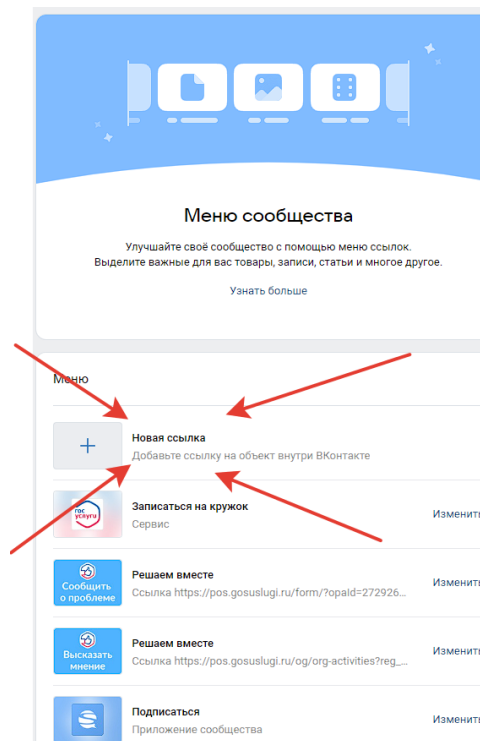 Меню сообщества
Улучшайте своё сообщество с помощью меню ссылок.
Выделите важные для вас товары, записи, статьи и многое другое.
Узнать больше
Меню
Новая ссылка
Добавьте ссылку на объект внутри ВКонтакте
гос
услуги
Записаться на кружок
Сервис
Изменить
Сообщить
о проблеме
Решаем вместе
Ссылка https://pos.gosuslugi.ru/form/?opaId=272926...
Изменить
Высказать
мнение
Решаем вместе
Ссылка https://pos.gosuslugi.ru/og/org-activities?reg_...
Изменить
Подписаться
Приложение сообщества
Изменить